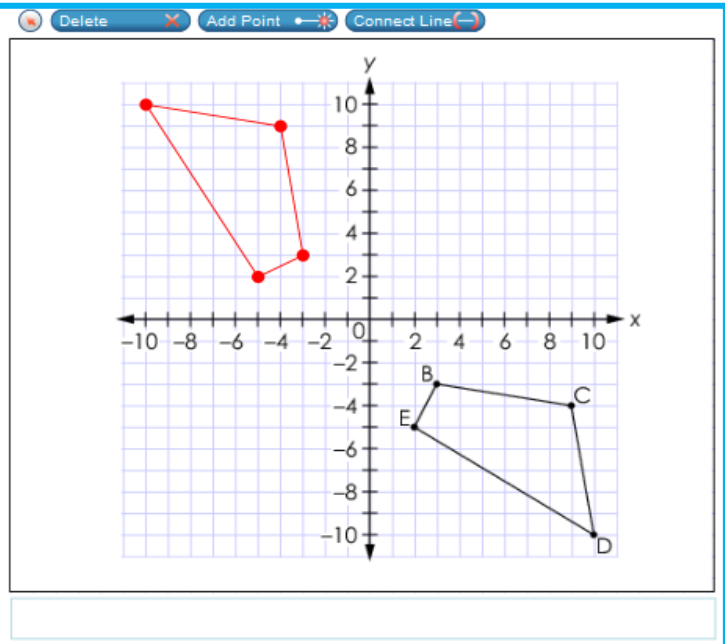 Delete Add Point Connect Line
y
10
8
6
4
2
–10 –8 –6 –4 –2 0 2 4 6 8 10 x
–2
B
C
–4
E
–6
–8
–10
D